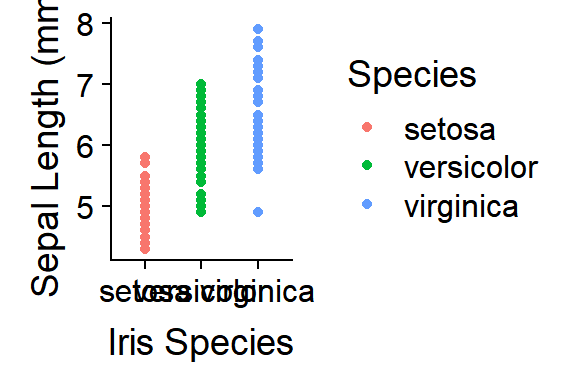 Sepal Length (mm
8
7
6
5
setosa versicolor virginica
Iris Species
Species
setosa
versicolor
virginica